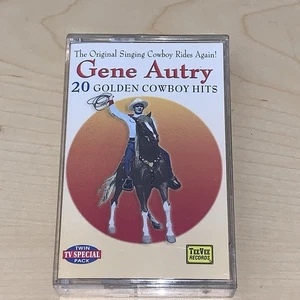 The Original Singing Cowboy Rides Again!
Gene Autry
20 GOLDEN COWBOY HITS
TWIN
TV SPECIAL
PACK
TEEVEE
RECORDS